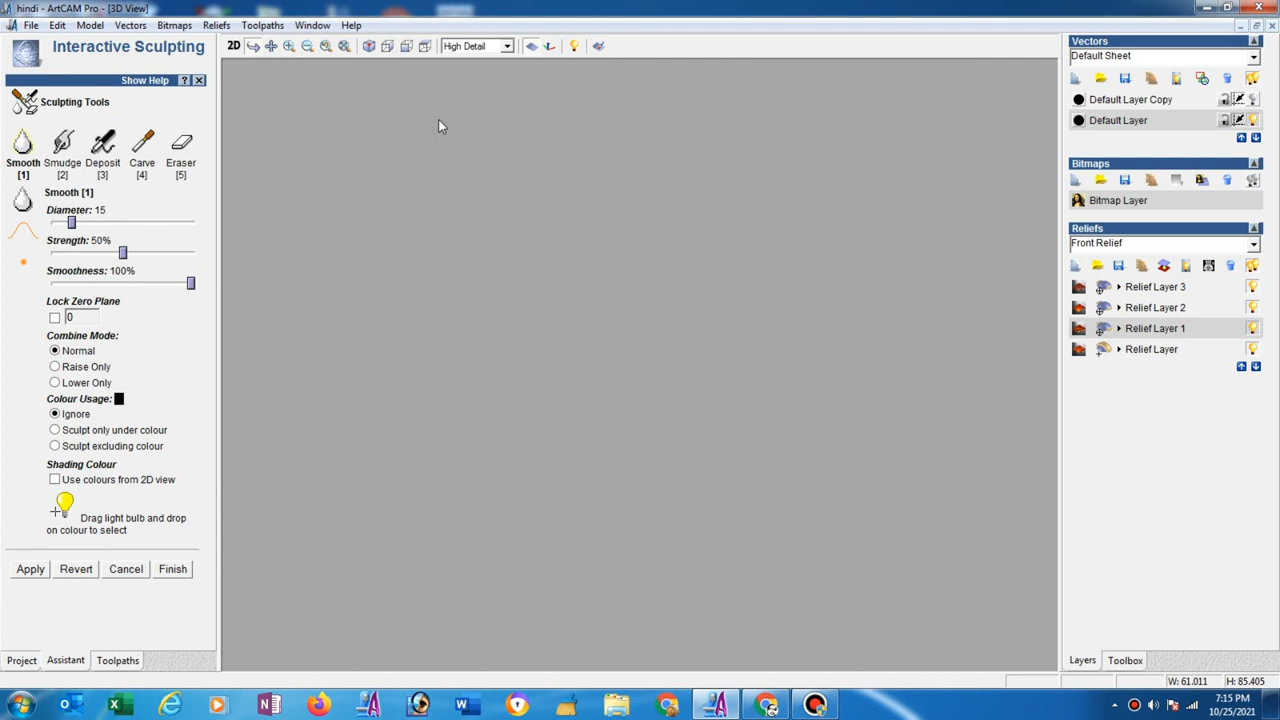 hindi - ArtCAM Pro - [3D View]
File Edit Model Vectors Bitmaps Reliefs Toolpaths Window Help
Interactive Sculpting
2D
High Detail
Show Help ? ×
Sculpting Tools
Smooth Smudge Deposit Carve Eraser
[1] [2] [3] [4] [5]
Smooth [1]
Diameter: 15
Strength: 50%
Smoothness: 100%
Lock Zero Plane
0
Combine Mode:
Normal
Raise Only
Lower Only
Colour Usage:
Ignore
Sculpt only under colour
Sculpt excluding colour
Shading Colour
Use colours from 2D view
Drag light bulb and drop
on colour to select
Apply Revert Cancel Finish
Project Assistant Toolpaths
Vectors
Default Sheet
Default Layer Copy
Default Layer
Bitmaps
Bitmap Layer
Reliefs
Front Relief
Relief Layer 3
Relief Layer 2
Relief Layer 1
Relief Layer
Layers Toolbox
W: 61.011 H: 85.405
7:15 PM
10/25/2021